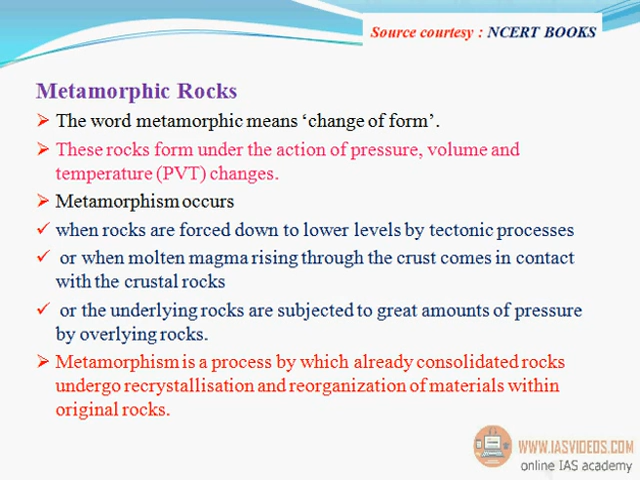 Source courtesy : NCERT BOOKS
Metamorphic Rocks
➢ The word metamorphic means ‘change of form’.
➢ These rocks form under the action of pressure, volume and
temperature (PVT) changes.
➢ Metamorphism occurs
✓ when rocks are forced down to lower levels by tectonic processes
✓ or when molten magma rising through the crust comes in contact
with the crustal rocks
✓ or the underlying rocks are subjected to great amounts of pressure
by overlying rocks.
➢ Metamorphism is a process by which already consolidated rocks
undergo recrystallisation and reorganization of materials within
original rocks.
WWW.IASVIDEOS.COM
online IAS academy